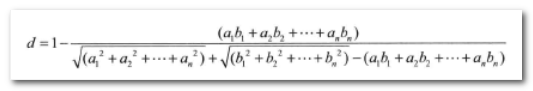 d = 1 − (a₁b₁ + a₂b₂ + ⋯ + aₙbₙ) / (√(a₁² + a₂² + ⋯ + aₙ²) + √(b₁² + b₂² + ⋯ + bₙ²) − (a₁b₁ + a₂b₂ + ⋯ + aₙbₙ))